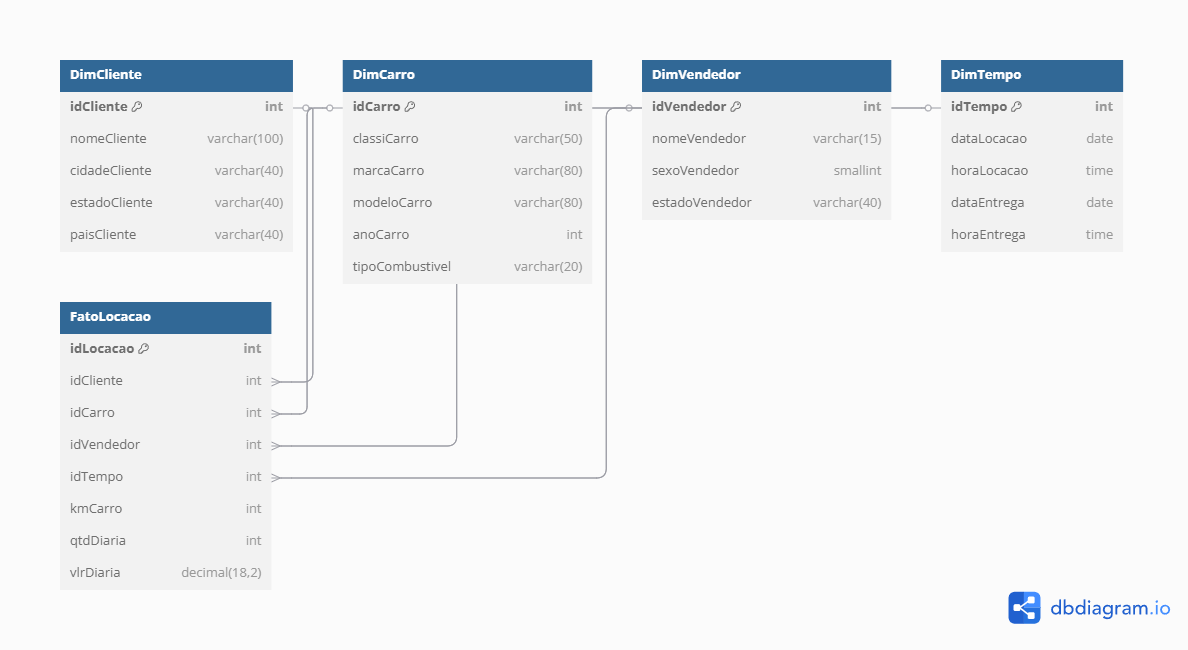 DimCliente
idCliente int
nomeCliente varchar(100)
cidadeCliente varchar(40)
estadoCliente varchar(40)
paisCliente varchar(40)
DimCarro
idCarro int
classiCarro varchar(50)
marcaCarro varchar(80)
modeloCarro varchar(80)
anoCarro int
tipoCombustivel varchar(20)
DimVendedor
idVendedor int
nomeVendedor varchar(15)
sexoVendedor smallint
estadoVendedor varchar(40)
DimTempo
idTempo int
dataLocacao date
horaLocacao time
dataEntrega date
horaEntrega time
FatoLocacao
idLocacao int
idCliente int
idCarro int
idVendedor int
idTempo int
kmCarro int
qtdDiaria int
vlrDiaria decimal(18,2)
dbdiagram.io